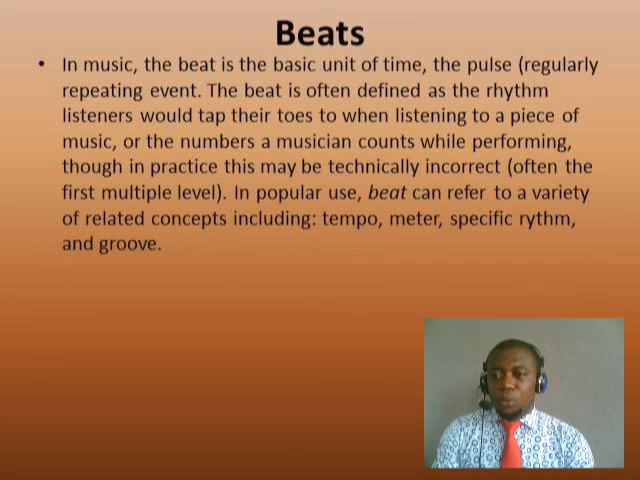 Beats
• In music, the beat is the basic unit of time, the pulse (regularly
repeating event. The beat is often defined as the rhythm
listeners would tap their toes to when listening to a piece of
music, or the numbers a musician counts while performing,
though in practice this may be technically incorrect (often the
first multiple level). In popular use, beat can refer to a variety
of related concepts including: tempo, meter, specific rythm,
and groove.